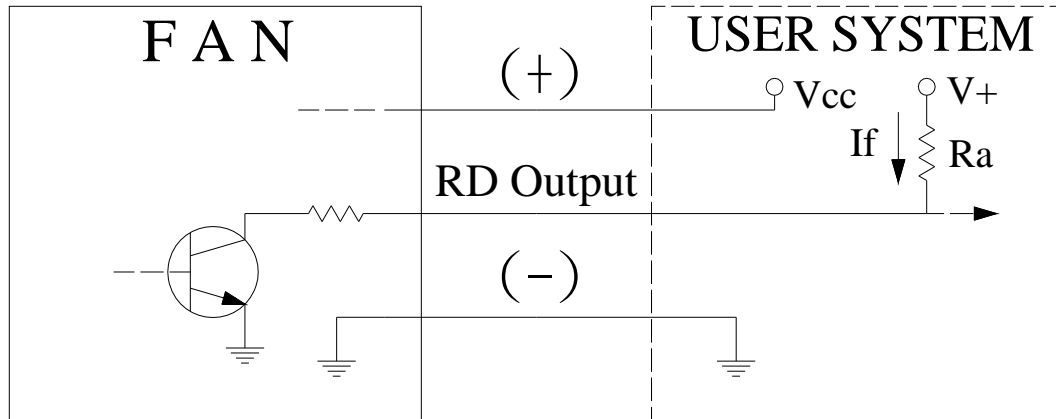 F A N
USER SYSTEM
(+)
Vcc
V+
If
Ra
RD Output
(-)